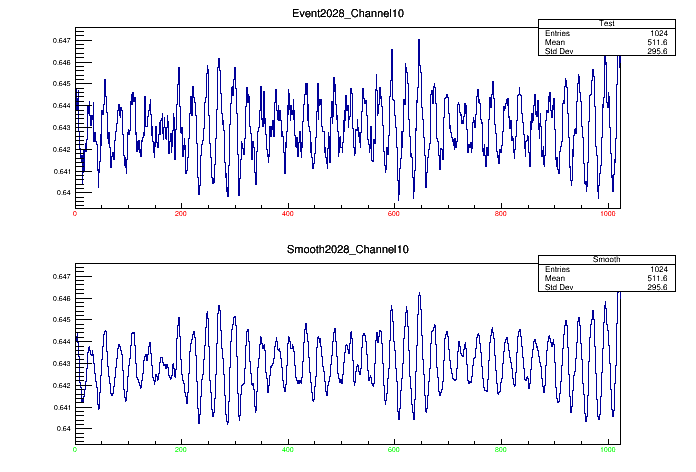 Event2028_Channel10
Test
Entries 1024
Mean 511.6
Std Dev 295.6
0.647
0.646
0.645
0.644
0.643
0.642
0.641
0.64
0 200 400 600 800 1000
Smooth2028_Channel10
Smooth
Entries 1024
Mean 511.6
Std Dev 295.6
0.647
0.646
0.645
0.644
0.643
0.642
0.641
0.64
0 200 400 600 800 1000